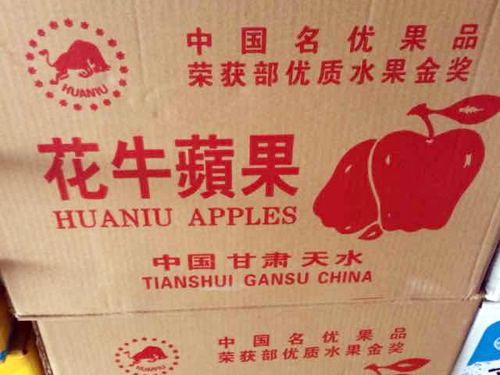 中国名优果品
荣获部优质水果金奖
HUANIU
花牛蘋果
HUANIU APPLES
中国甘肃天水
TIANSHUI GANSU CHINA
中国名优果品
荣获部优质水果金奖
HUANIU